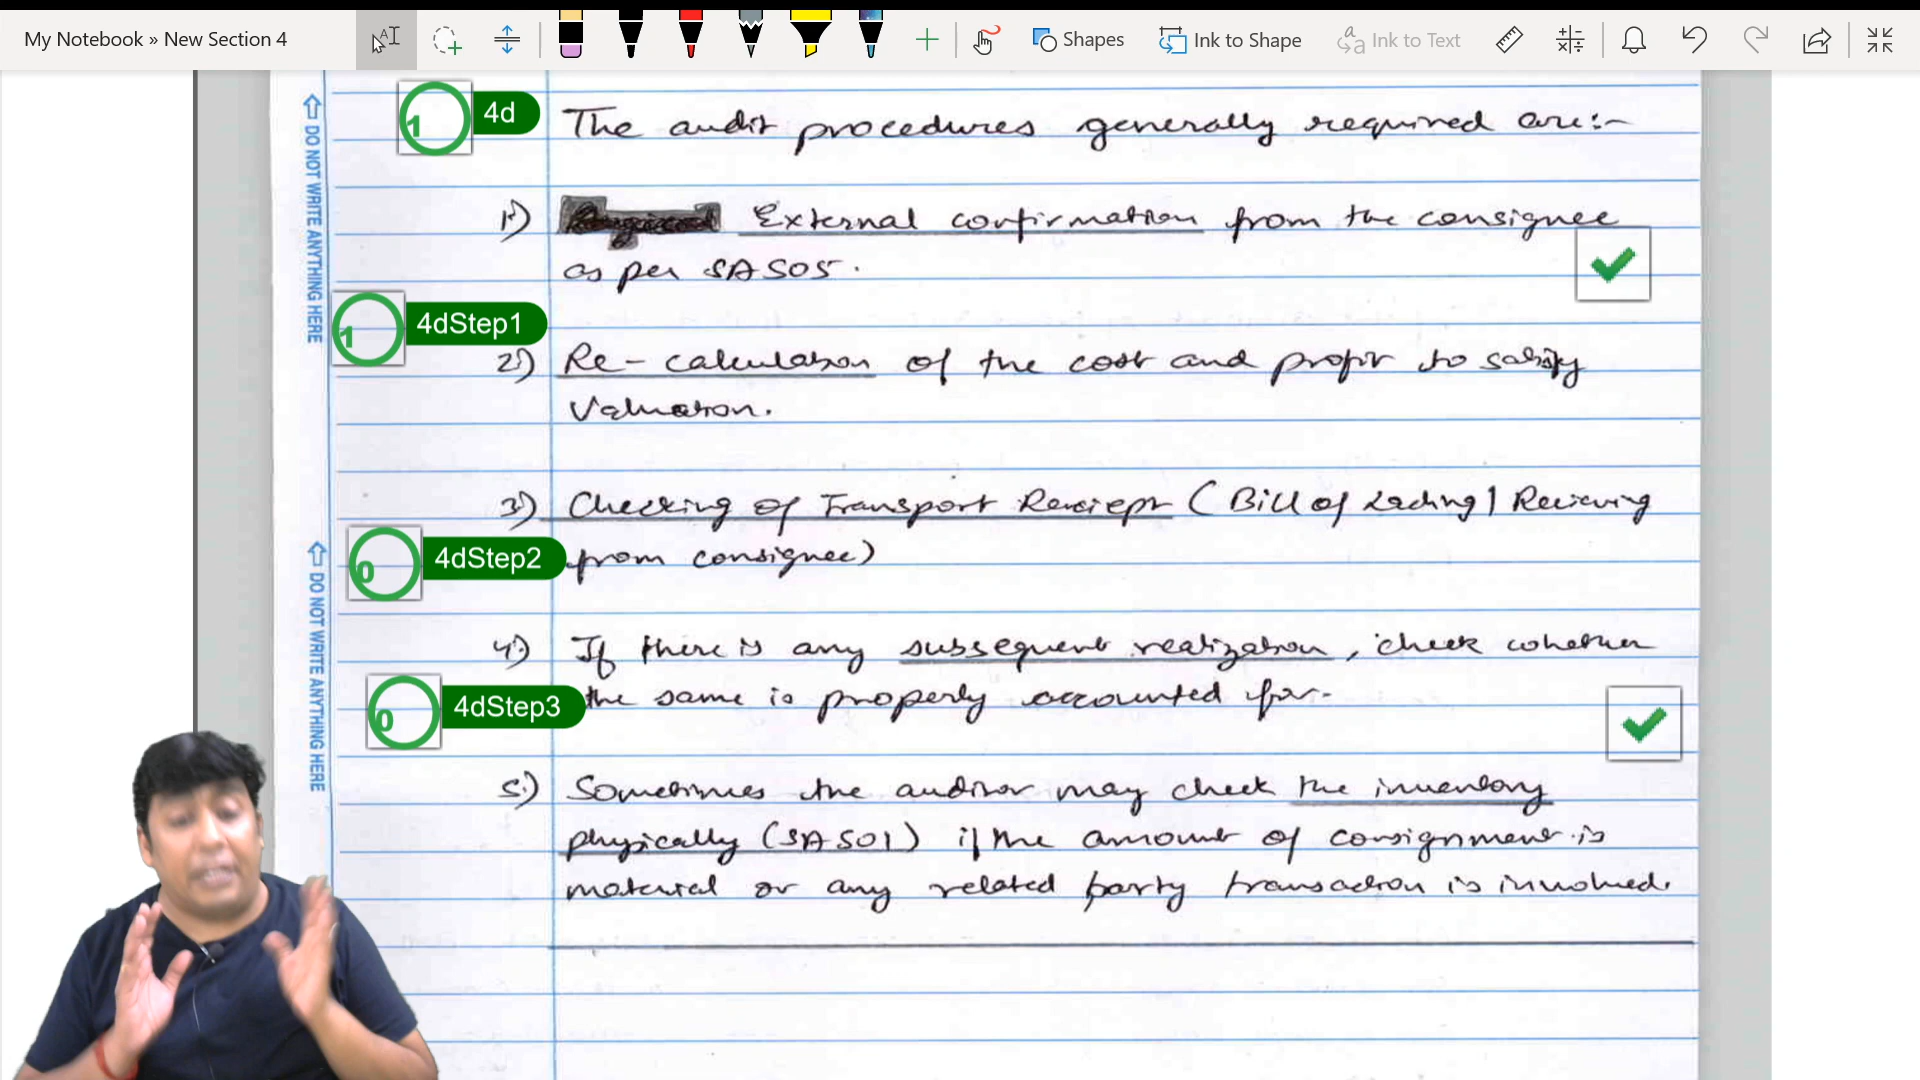 My Notebook » New Section 4
Shapes
Ink to Shape
Ink to Text
DO NOT WRITE ANYTHING HERE
DO NOT WRITE ANYTHING HERE
1 4d The audit procedures generally required are:-
1) External confirmation from the consignee
as per SA 505.
1 4dStep1
2) Re-calculation of the cost and profit to satisfy
Valuation.
3) Checking of Transport Reciept (Bill of Lading | Recieving
0 4dStep2 from consignee)
4) If there is any subsequent realization, check whether
0 4dStep3 the same is properly accounted for.
5) Sometimes the auditor may check the inventory
physically (SA 501) if the amount of consignment is
material or any related party transaction is involved.